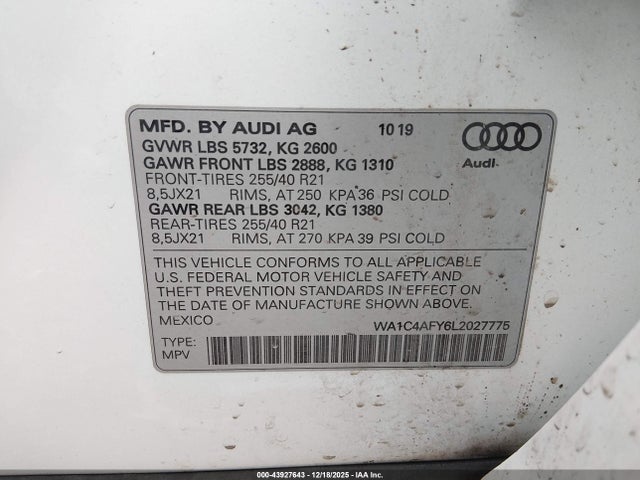 MFD. BY AUDI AG 10 19
GVWR LBS 5732, KG 2600
GAWR FRONT LBS 2888, KG 1310
FRONT-TIRES 255/40 R21
8,5JX21 RIMS, AT 250 KPA 36 PSI COLD
GAWR REAR LBS 3042, KG 1380
REAR-TIRES 255/40 R21
8,5JX21 RIMS, AT 270 KPA 39 PSI COLD
Audi
THIS VEHICLE CONFORMS TO ALL APPLICABLE
U.S. FEDERAL MOTOR VEHICLE SAFETY AND
THEFT PREVENTION STANDARDS IN EFFECT ON
THE DATE OF MANUFACTURE SHOWN ABOVE.
MEXICO WA1C4AFY6L2027775
TYPE:
MPV
000-43927643 - 12/18/2025 - IAA Inc.